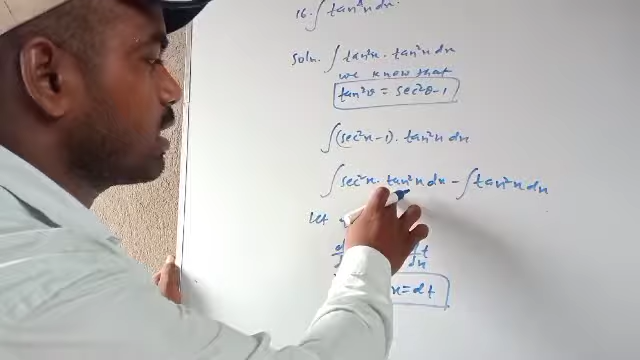 16. ∫ tan⁴x dx.
Soln. ∫ tan²x · tan²x dx
we know that
tan²θ = sec²θ-1
∫(sec²x-1) · tan²x dx
∫ sec²x · tan²x dx - ∫ tan²x dx
Let
dt
dx
x = dt